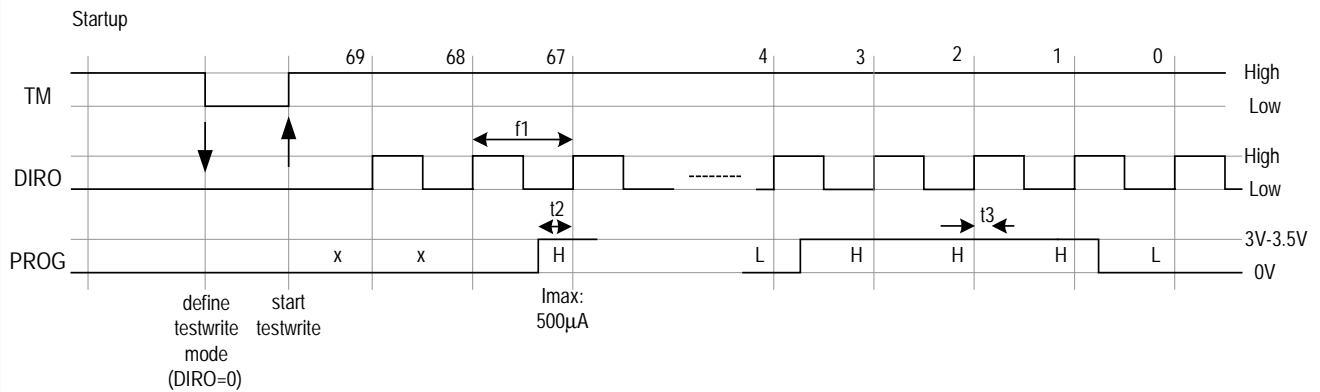 Startup
69 68 67 4 3 2 1 0
TM High
Low
f1
DIRO High
Low
t2 t3
PROG x x H L H H H L 3V-3.5V
0V
define start Imax:
testwrite testwrite 500µA
mode
(DIRO=0)